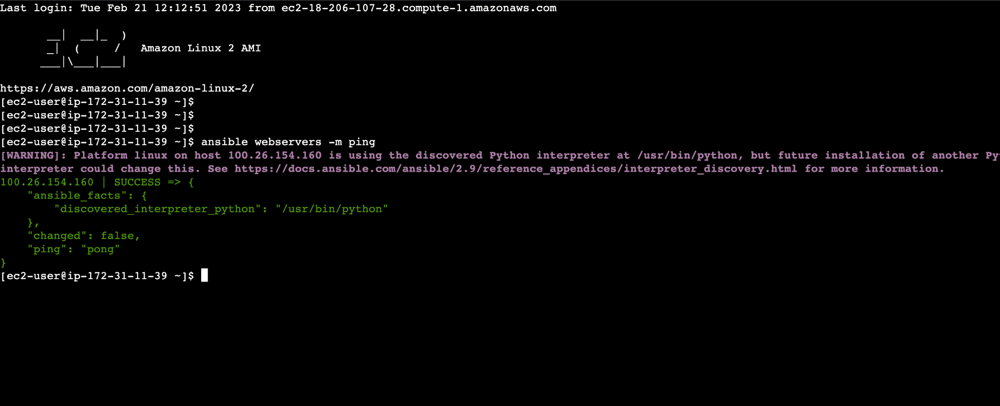 Last login: Tue Feb 21 12:12:51 2023 from ec2-18-206-107-28.compute-1.amazonaws.com
       __|  __|_  )
       _|  (     /   Amazon Linux 2 AMI
      ___|\___|___|
https://aws.amazon.com/amazon-linux-2/
[ec2-user@ip-172-31-11-39 ~]$
[ec2-user@ip-172-31-11-39 ~]$
[ec2-user@ip-172-31-11-39 ~]$
[ec2-user@ip-172-31-11-39 ~]$ ansible webservers -m ping
[WARNING]: Platform linux on host 100.26.154.160 is using the discovered Python interpreter at /usr/bin/python, but future installation of another Py
interpreter could change this. See https://docs.ansible.com/ansible/2.9/reference_appendices/interpreter_discovery.html for more information.
100.26.154.160 | SUCCESS => {
    "ansible_facts": {
        "discovered_interpreter_python": "/usr/bin/python"
    },
    "changed": false,
    "ping": "pong"
}
[ec2-user@ip-172-31-11-39 ~]$